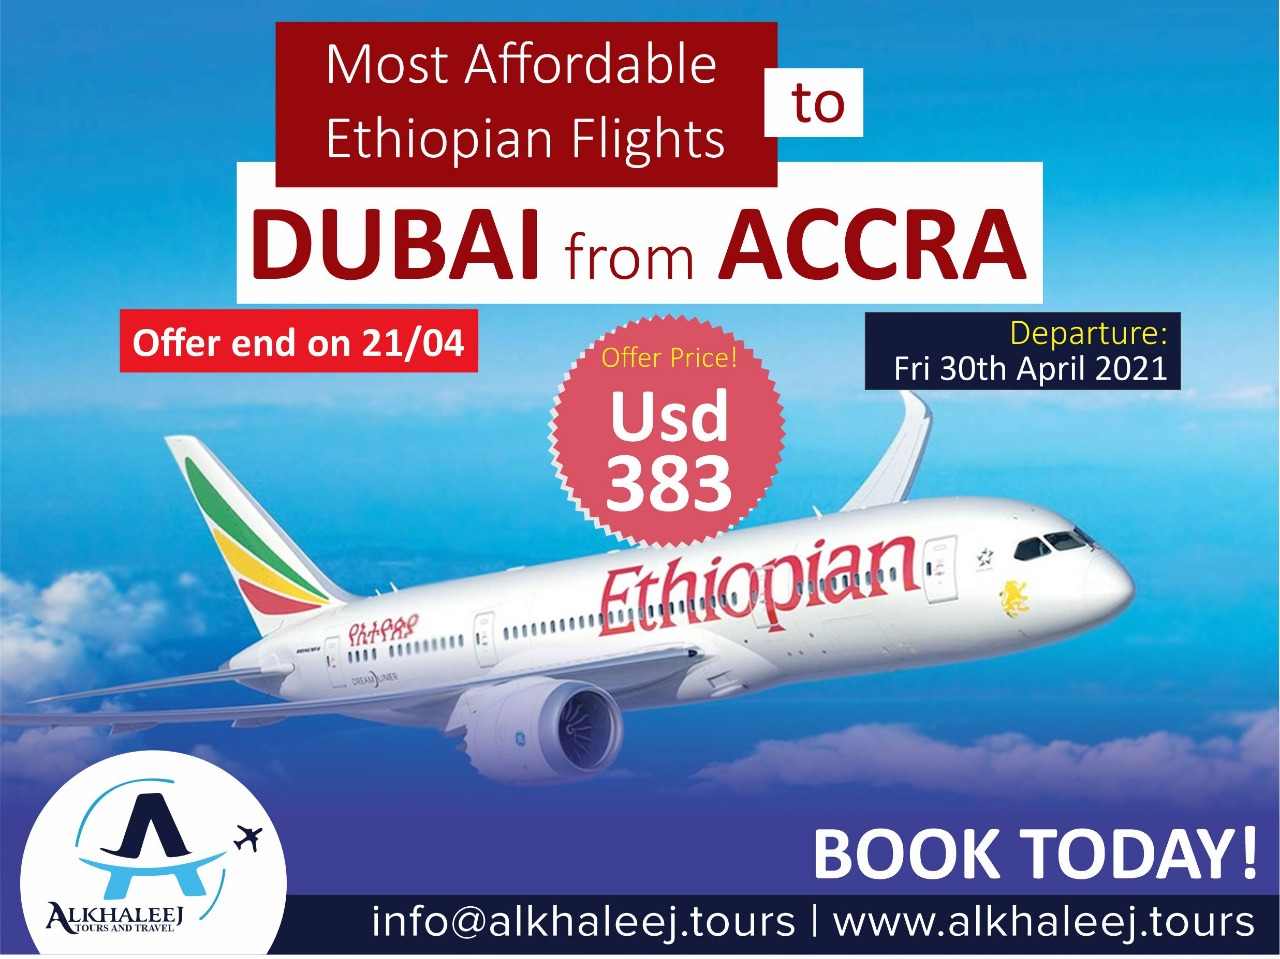 Most Affordable
Ethiopian Flights
to
DUBAI from ACCRA
Offer end on 21/04
Offer Price!
Usd
383
Departure:
Fri 30th April 2021
Ethiopian
የኢትዮጵያ
DREAMLINER
BOOK TODAY!
ALKHALEEJ
TOURS AND TRAVEL
info@alkhaleej.tours | www.alkhaleej.tours